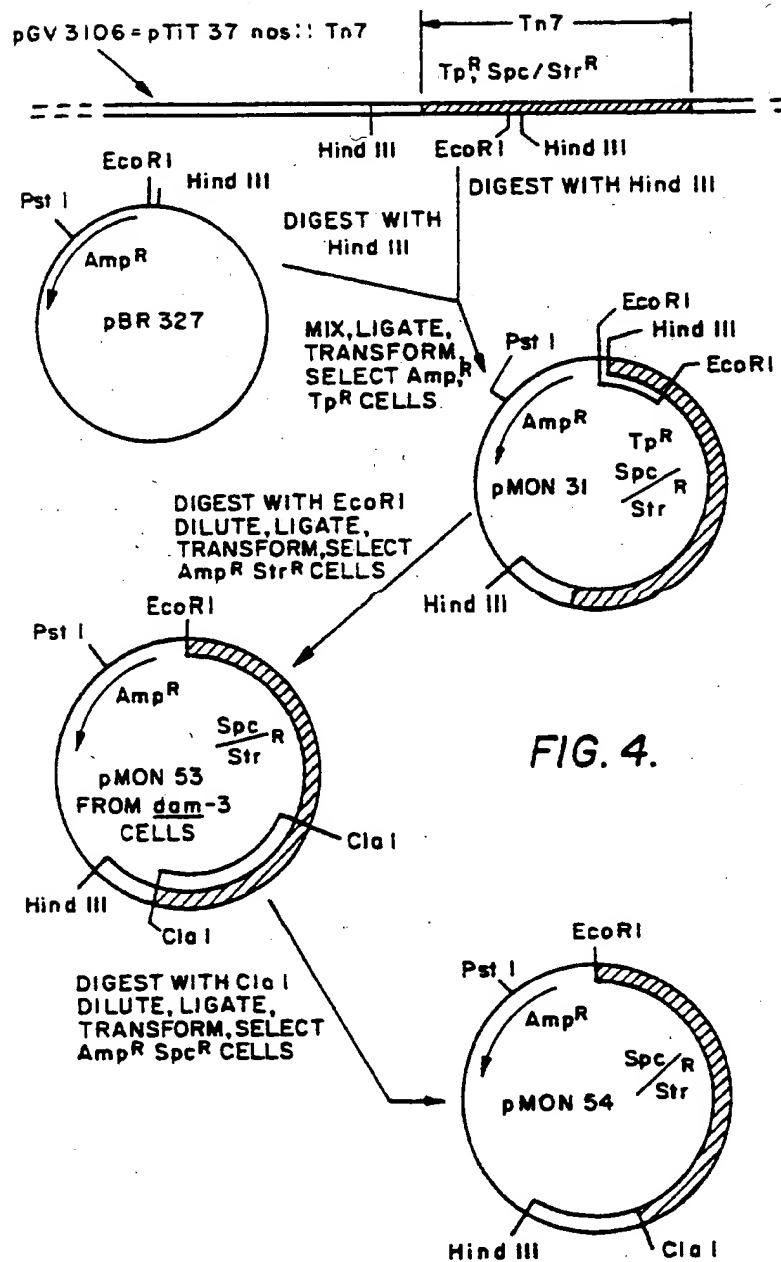 pGV 3106 = pTiT 37 nos:: Tn7
Tn7
Tp^R, Spc/Str^R
Hind III
EcoRI
Hind III
DIGEST WITH Hind III
EcoRI
Hind III
Pst I
Amp^R
pBR 327
DIGEST WITH
Hind III
MIX, LIGATE,
TRANSFORM,
SELECT Amp,^R
Tp^R CELLS
EcoRI
Hind III
EcoRI
Pst I
Amp^R
pMON 31
Tp^R
Spc/Str^R
Hind III
DIGEST WITH EcoRI
DILUTE, LIGATE,
TRANSFORM, SELECT
Amp^R Str^R CELLS
EcoRI
Pst I
Amp^R
Spc/Str^R
pMON 53
FROM dam-3
CELLS
Cla I
Hind III
Cla I
FIG. 4.
DIGEST WITH Cla I
DILUTE, LIGATE,
TRANSFORM, SELECT
Amp^R Spc^R CELLS
EcoRI
Pst I
Amp^R
Spc/Str^R
pMON 54
Hind III
Cla I